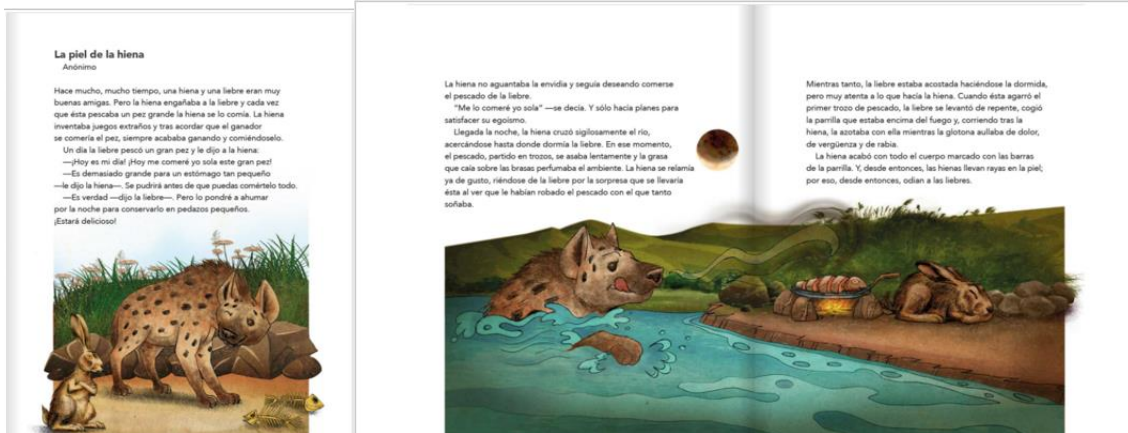 La piel de la hiena
Anónimo
Hace mucho, mucho tiempo, una hiena y una liebre eran muy
buenas amigas. Pero la hiena engañaba a la liebre y cada vez
que ésta pescaba un pez grande la hiena se lo comía. La hiena
inventaba juegos extraños y tras acordar que el ganador
se comería el pez, siempre acababa ganando y comiéndoselo.
Un día la liebre pescó un gran pez y le dijo a la hiena:
—¡Hoy es mi día! ¡Hoy me comeré yo sola este gran pez!
—Es demasiado grande para un estómago tan pequeño
—le dijo la hiena—. Se pudrirá antes de que puedas comértelo todo.
—Es verdad —dijo la liebre—. Pero lo pondré a ahumar
por la noche para conservarlo en pedazos pequeños.
¡Estará delicioso!
La hiena no aguantaba la envidia y seguía deseando comerse
el pescado de la liebre.
"Me lo comeré yo sola" —se decía. Y sólo hacía planes para
satisfacer su egoísmo.
Llegada la noche, la hiena cruzó sigilosamente el río,
acercándose hasta donde dormía la liebre. En ese momento,
el pescado, partido en trozos, se asaba lentamente y la grasa
que caía sobre las brasas perfumaba el ambiente. La hiena se relamía
ya de gusto, riéndose de la liebre por la sorpresa que se llevaría
ésta al ver que le habían robado el pescado con el que tanto
soñaba.
Mientras tanto, la liebre estaba acostada haciéndose la dormida,
pero muy atenta a lo que hacía la hiena. Cuando ésta agarró el
primer trozo de pescado, la liebre se levantó de repente, cogió
la parrilla que estaba encima del fuego y, corriendo tras la
hiena, la azotaba con ella mientras la glotona aullaba de dolor,
de vergüenza y de rabia.
La hiena acabó con todo el cuerpo marcado con las barras
de la parrilla. Y, desde entonces, las hienas llevan rayas en la piel;
por eso, desde entonces, odian a las liebres.